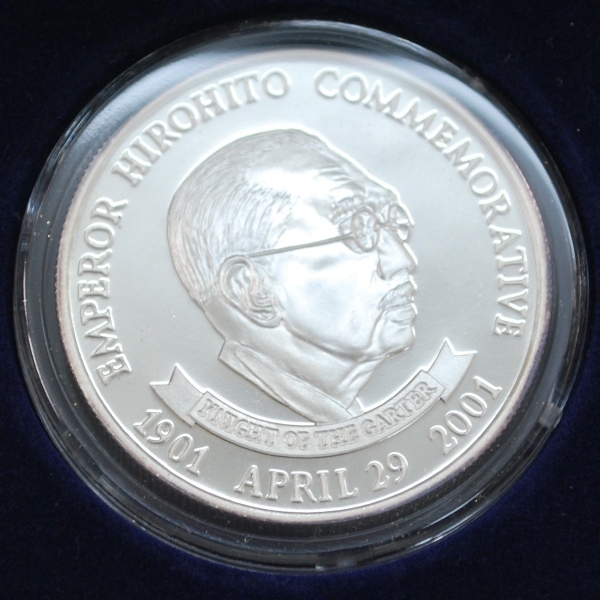 EMPEROR HIROHITO COMMEMORATIVE
KNIGHT OF THE GARTER
1901 APRIL 29 2001